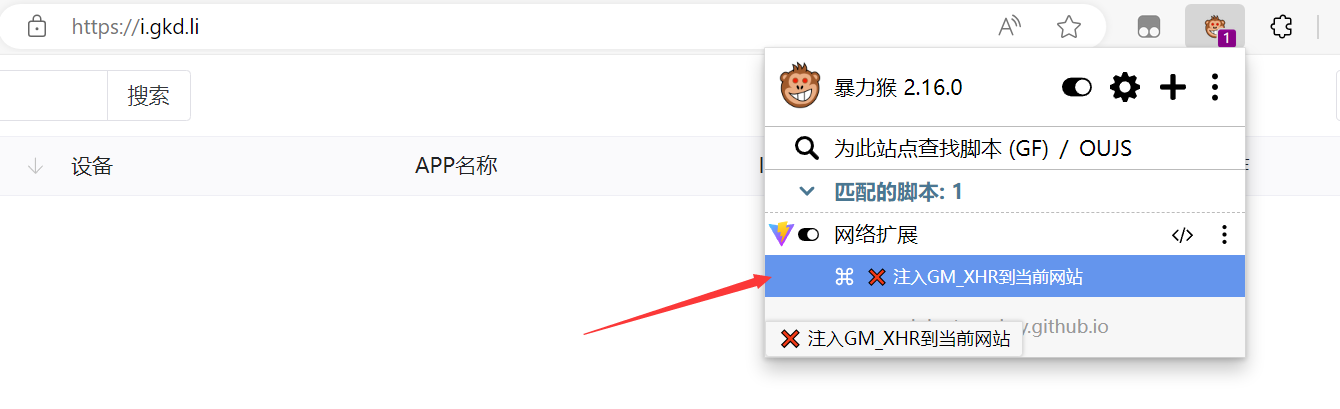 https://i.gkd.li
1
暴力猴 2.16.0
搜索
为此站点查找脚本 (GF) / OUJS
设备
APP名称
匹配的脚本: 1
网络扩展
</>
⌘ ❌ 注入GM_XHR到当前网站
.github.io
❌ 注入GM_XHR到当前网站